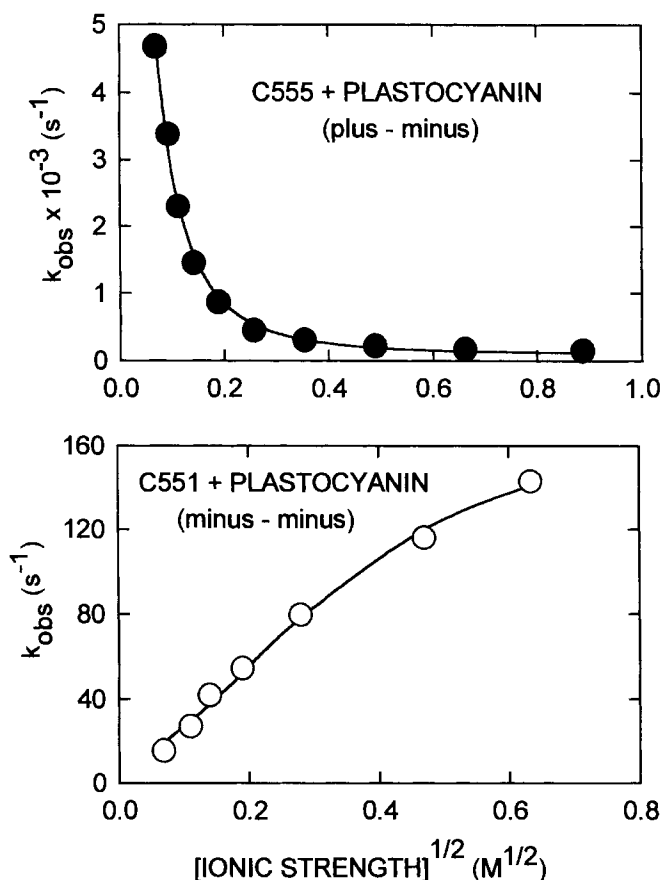 5
4
3
2
1
0
k_obs x 10^-3 (s^-1)
C555 + PLASTOCYANIN
(plus - minus)
0.0 0.2 0.4 0.6 0.8 1.0
160
120
80
40
0
k_obs (s^-1)
C551 + PLASTOCYANIN
(minus - minus)
0.0 0.2 0.4 0.6 0.8
[IONIC STRENGTH]^1/2 (M^1/2)